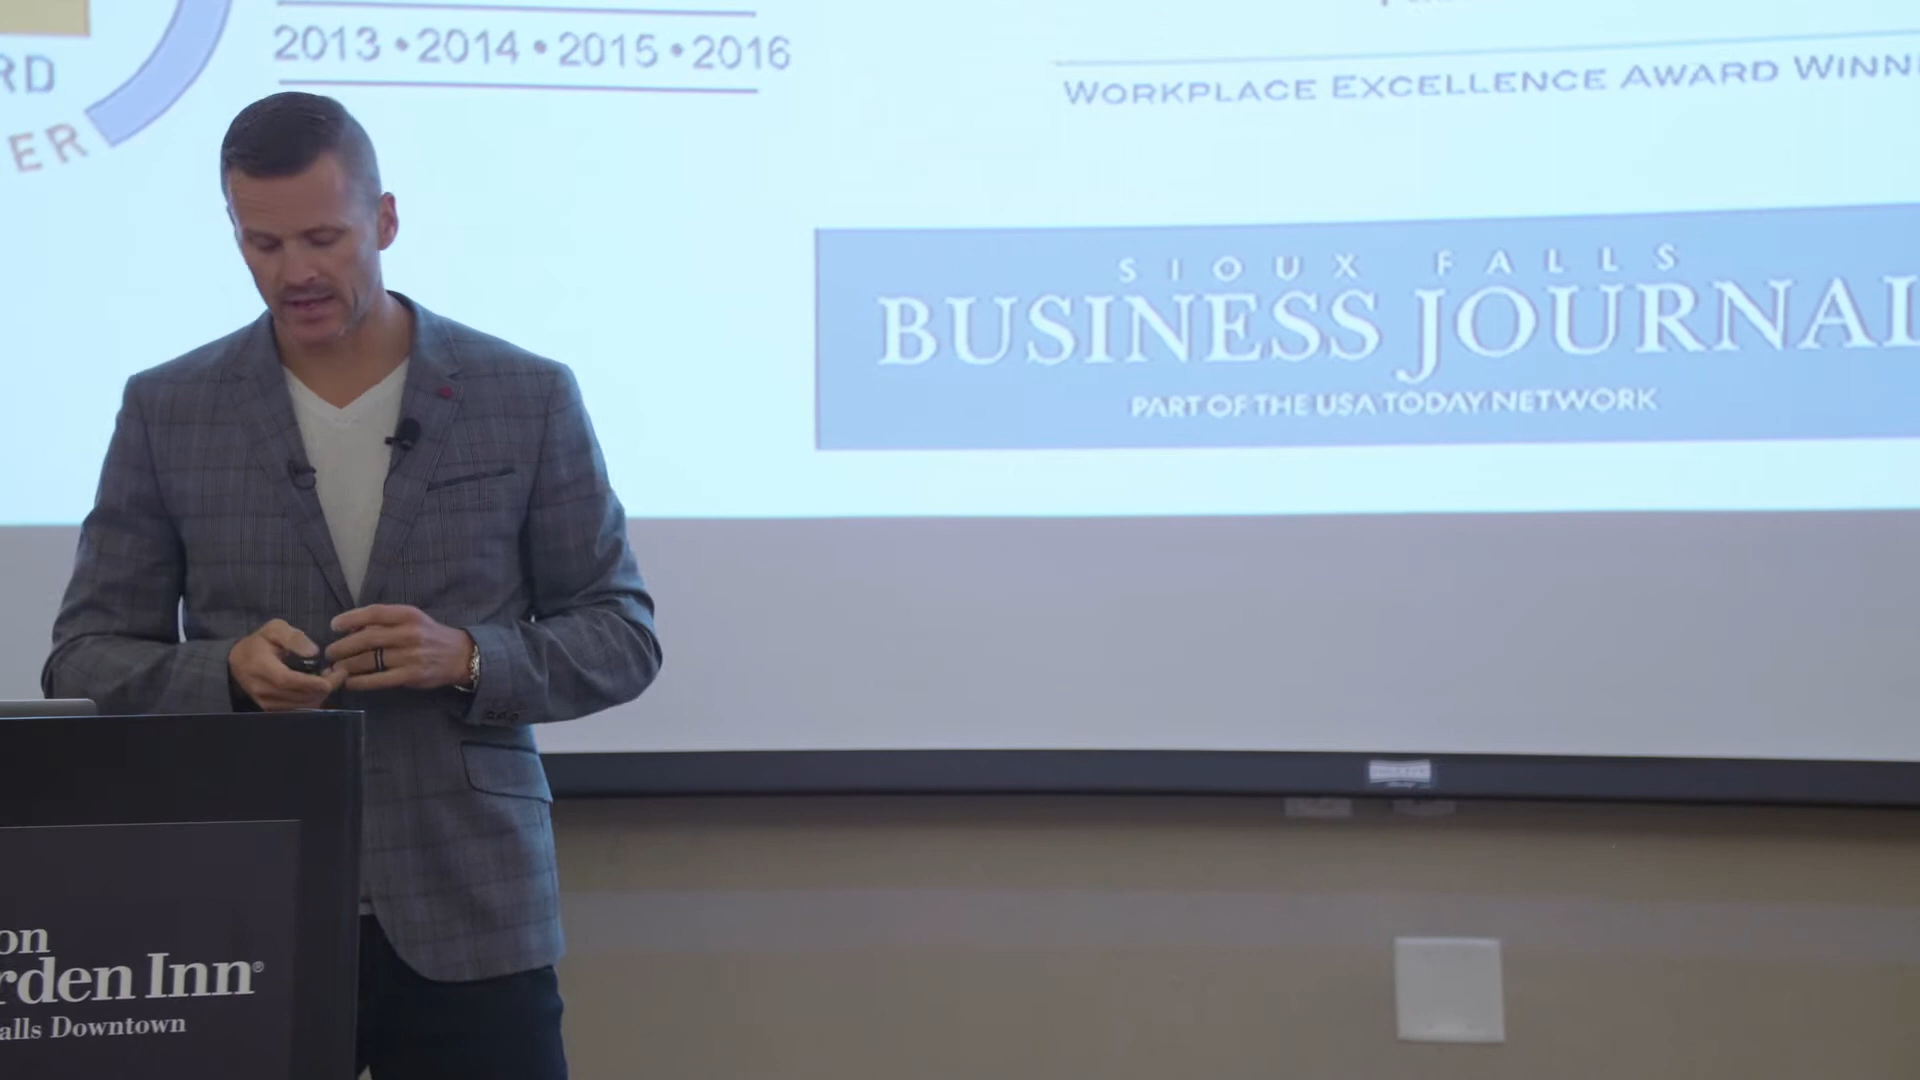 RD
ER
2013 • 2014 • 2015 • 2016
WORKPLACE EXCELLENCE AWARD WINN
SIOUX FALLS
BUSINESS JOURNAL
PART OF THE USA TODAY NETWORK
on
rden Inn®
alls Downtown